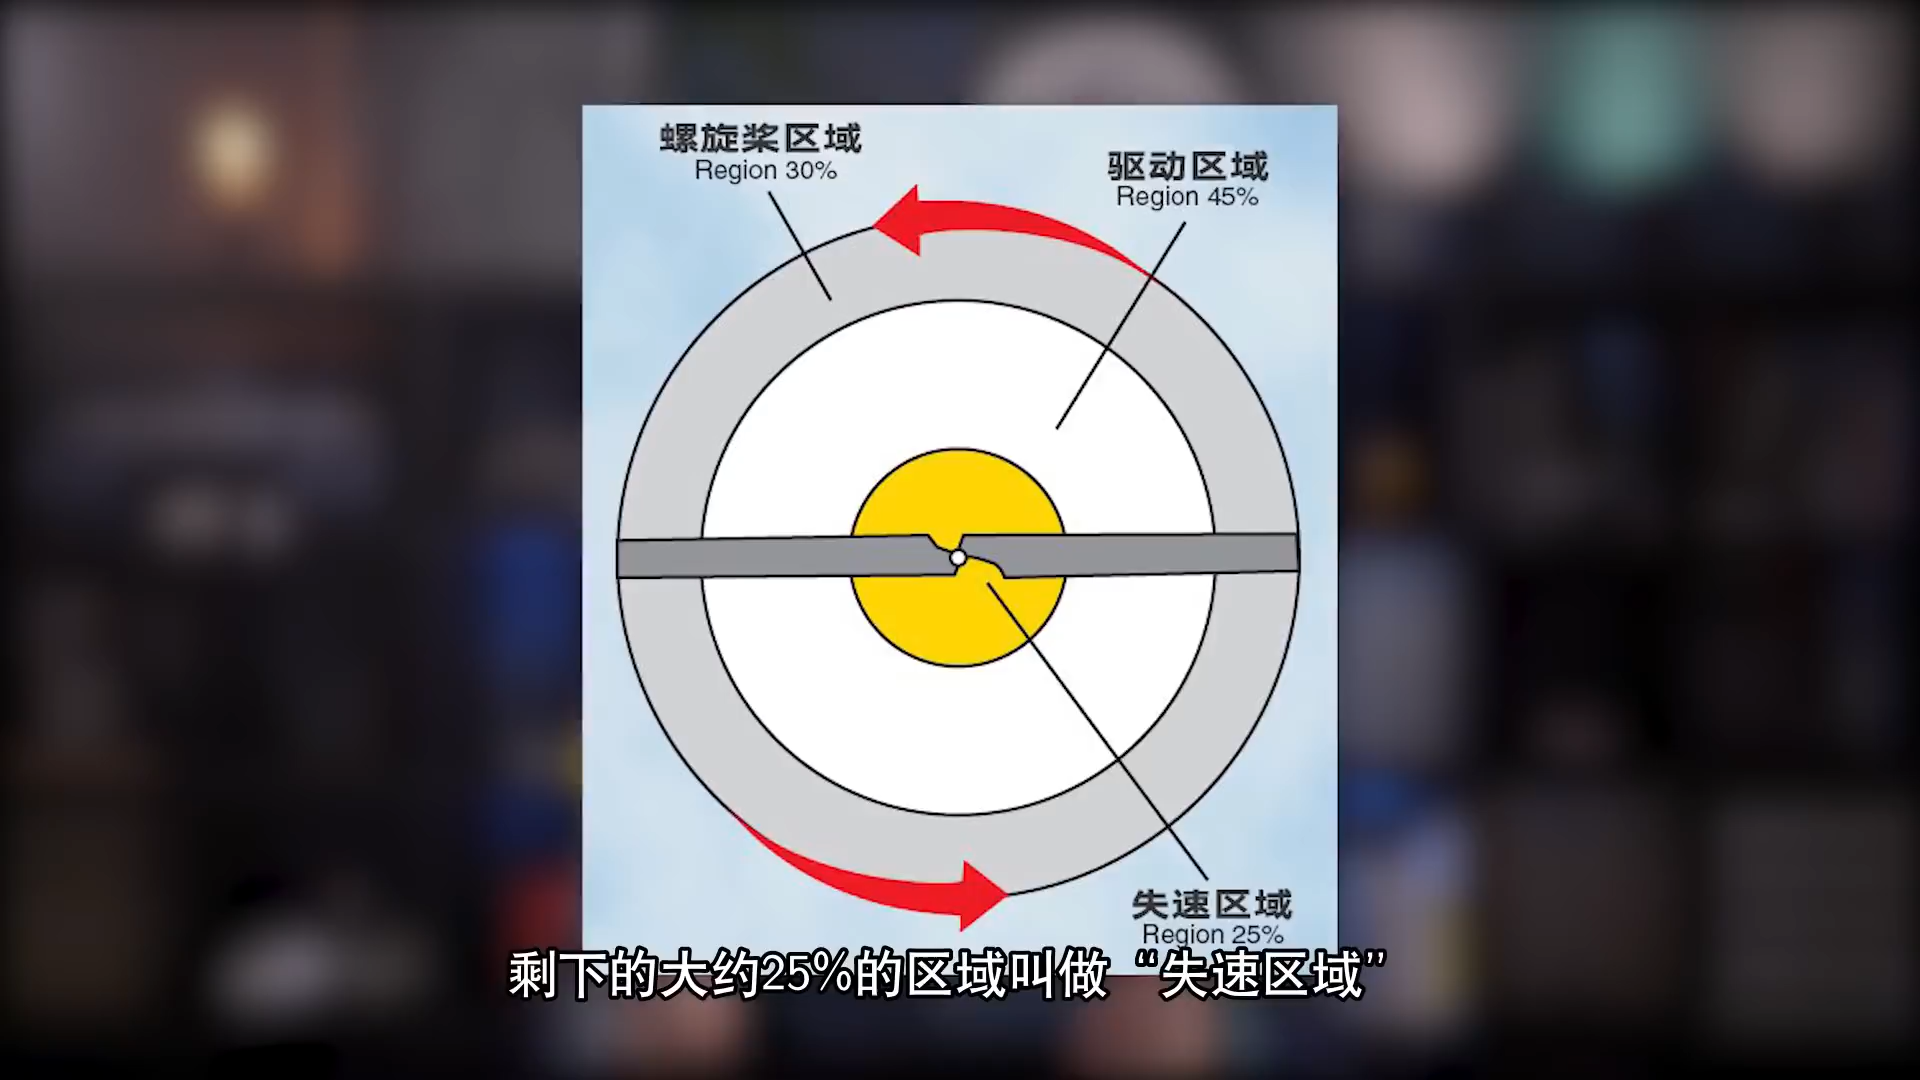 螺旋桨区域
Region 30%
驱动区域
Region 45%
失速区域
Region 25%
剩下的大约25%的区域叫做“失速区域”